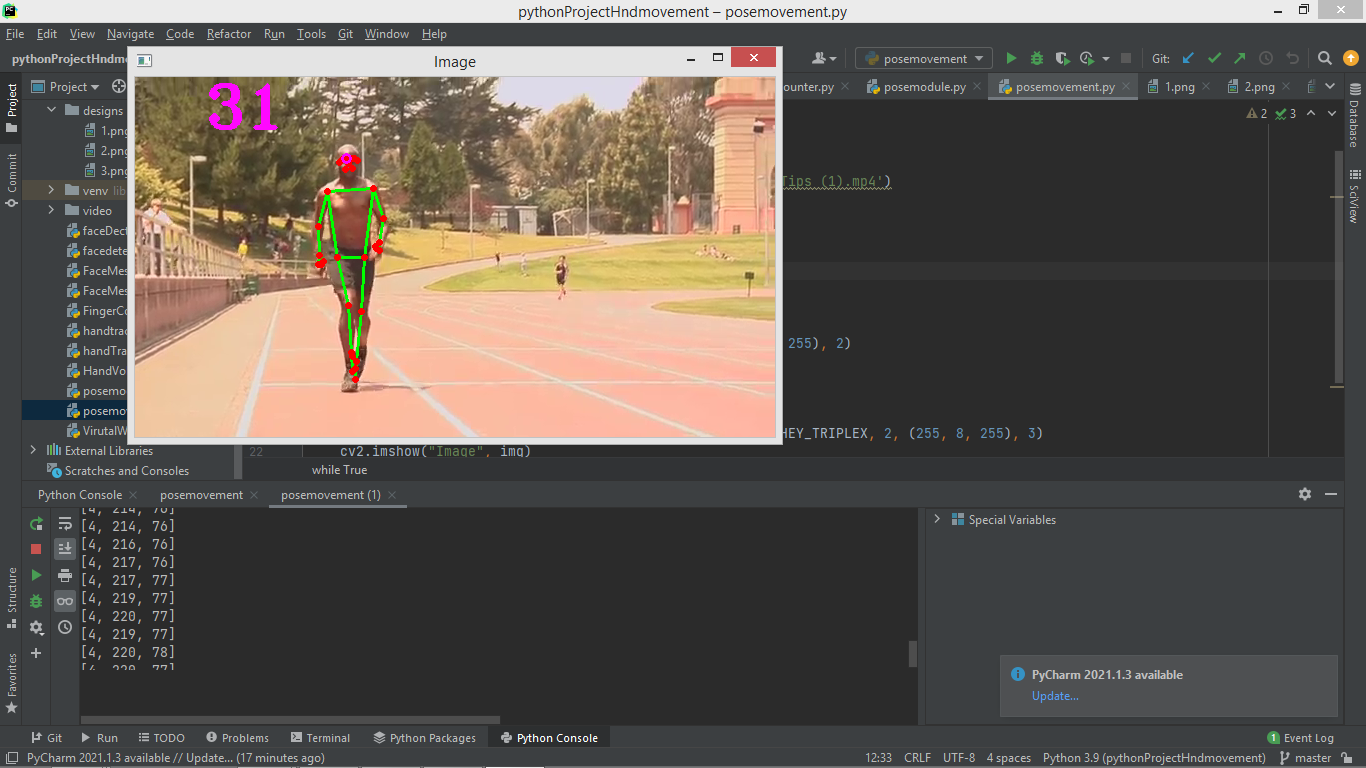 pythonProjectHndmovement – posemovement.py
File Edit View Navigate Code Refactor Run Tools Git Window Help
pythonProjectHndm
Image
posemovement
Git:
Project
ounter.py posemodule.py posemovement.py 1.png 2.png
designs
1.png
2.png
3.png
venv lib
video
faceDect
facedete
FaceMes
FaceMes
FingerCo
handtrac
handTra
HandVo
posemo
posemov
VirutalW
External Libraries
Scratches and Consoles
31
2 3
Tips (1).mp4')
255), 2)
HEY_TRIPLEX, 2, (255, 8, 255), 3)
22 cv2.imshow("Image", img)
while True
Project
Commit
Structure
Favorites
Database
SciView
Python Console posemovement posemovement (1)
[4, 214, 76]
[4, 214, 76]
[4, 216, 76]
[4, 217, 76]
[4, 217, 77]
[4, 219, 77]
[4, 220, 77]
[4, 219, 77]
[4, 220, 78]
[4, 220, 77]
Special Variables
PyCharm 2021.1.3 available
Update...
Git Run TODO Problems Terminal Python Packages Python Console 1 Event Log
PyCharm 2021.1.3 available // Update... (17 minutes ago) 12:33 CRLF UTF-8 4 spaces Python 3.9 (pythonProjectHndmovement) master